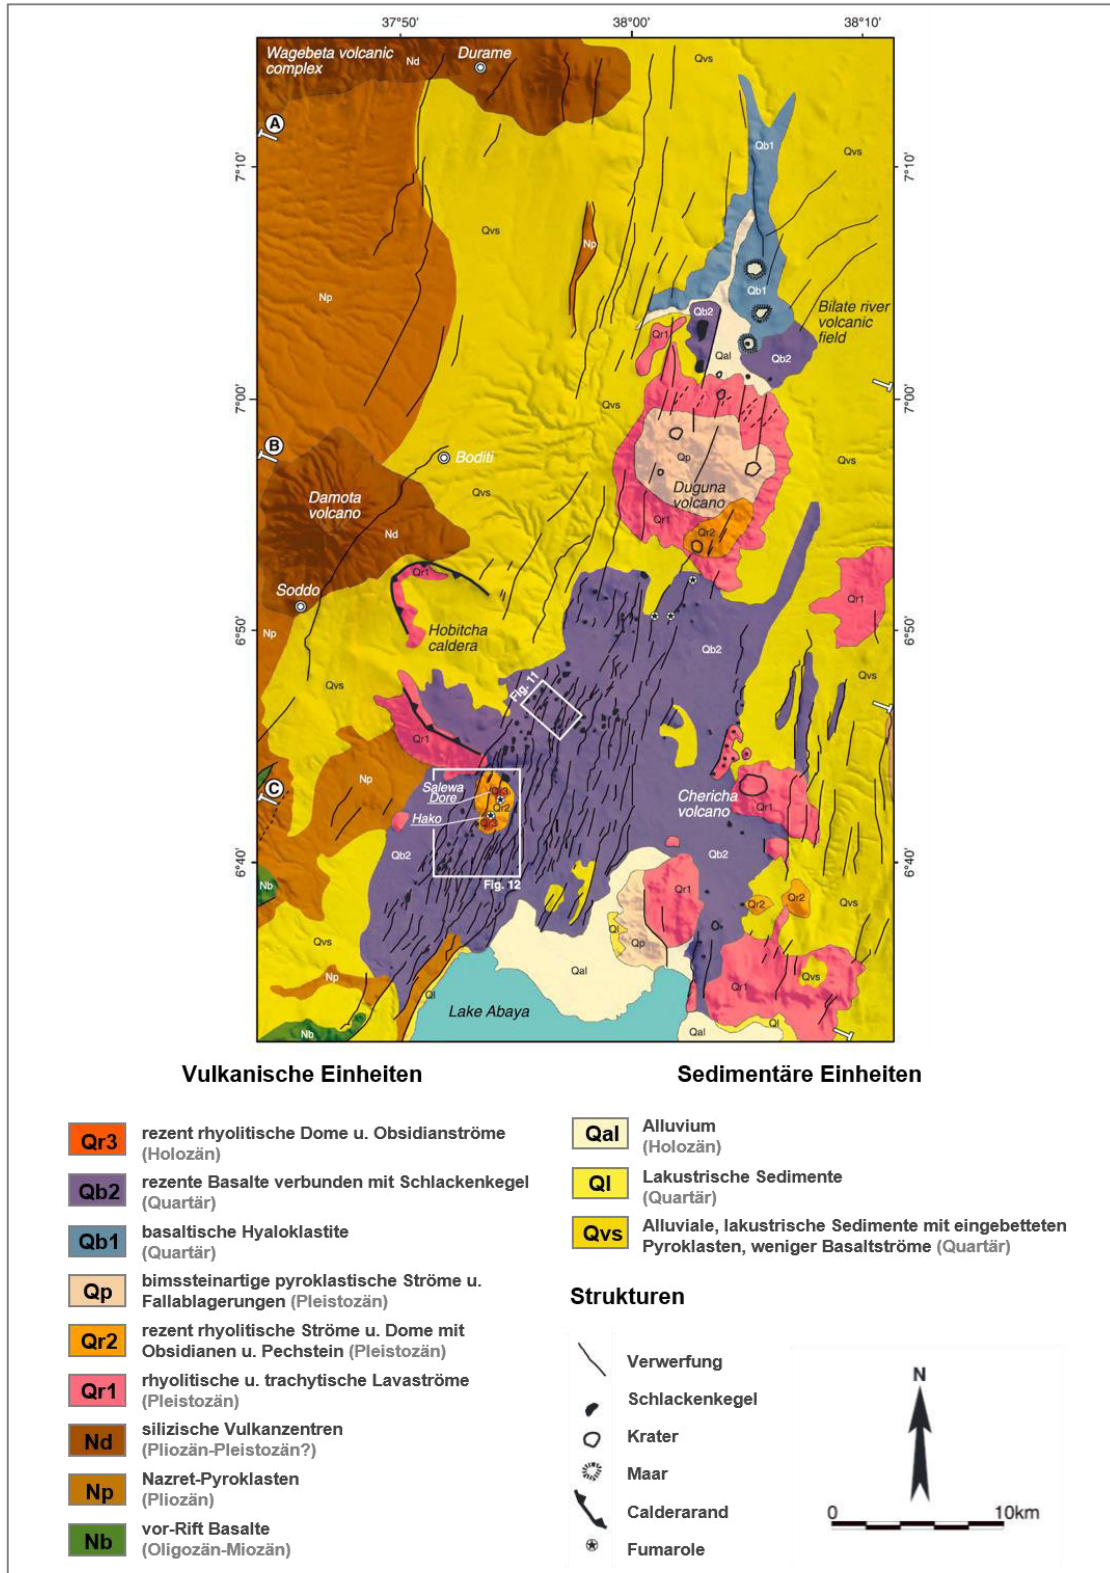 37°50'
38°00'
38°10'
Wagebeta volcanic
complex
Nd
Durame
Qvs
A
7°10'
7°10'
Qb1
Qvs
Qvs
Np
Np
Qb1
Bilate river
volcanic
field
Qb2
Qr1
Qal
Qb2
7°00'
7°00'
Qvs
B
Boditi
Qp
Qvs
Qvs
Damota
volcano
Duguna
volcano
Nd
Qr1
Qr2
Qr1
Soddo
Qr1
Np
6°50'
6°50'
Hobitcha
caldera
Qb2
Qvs
Qvs
Fig. 11
Qr1
Np
C
Salewa
Dore
Qr3
Qr2
Hako
Qr3
Chericha
volcano
Qr1
Qb2
Qb2
6°40'
6°40'
Nb
Fig. 12
Qr1
Qr2
Qr2
Qvs
Ql
Qp
Qvs
Np
Qal
Qvs
Qr1
Ql
Lake Abaya
Nb
Qal
Ql
Vulkanische Einheiten
Qr3
rezent rhyolitische Dome u. Obsidianströme
(Holozän)
Qb2
rezente Basalte verbunden mit Schlackenkegel
(Quartär)
Qb1
basaltische Hyaloklastite
(Quartär)
Qp
bimssteinartige pyroklastische Ströme u.
Fallablagerungen (Pleistozän)
Qr2
rezent rhyolitische Ströme u. Dome mit
Obsidianen u. Pechstein (Pleistozän)
Qr1
rhyolitische u. trachytische Lavaströme
(Pleistozän)
Nd
silizische Vulkanzentren
(Pliozän-Pleistozän?)
Np
Nazret-Pyroklasten
(Pliozän)
Nb
vor-Rift Basalte
(Oligozän-Miozän)
Sedimentäre Einheiten
Qal
Alluvium
(Holozän)
Ql
Lakustrische Sedimente
(Quartär)
Qvs
Alluviale, lakustrische Sedimente mit eingebetteten
Pyroklasten, weniger Basaltströme (Quartär)
Strukturen
Verwerfung
Schlackenkegel
Krater
Maar
Calderarand
Fumarole
N
0
10km